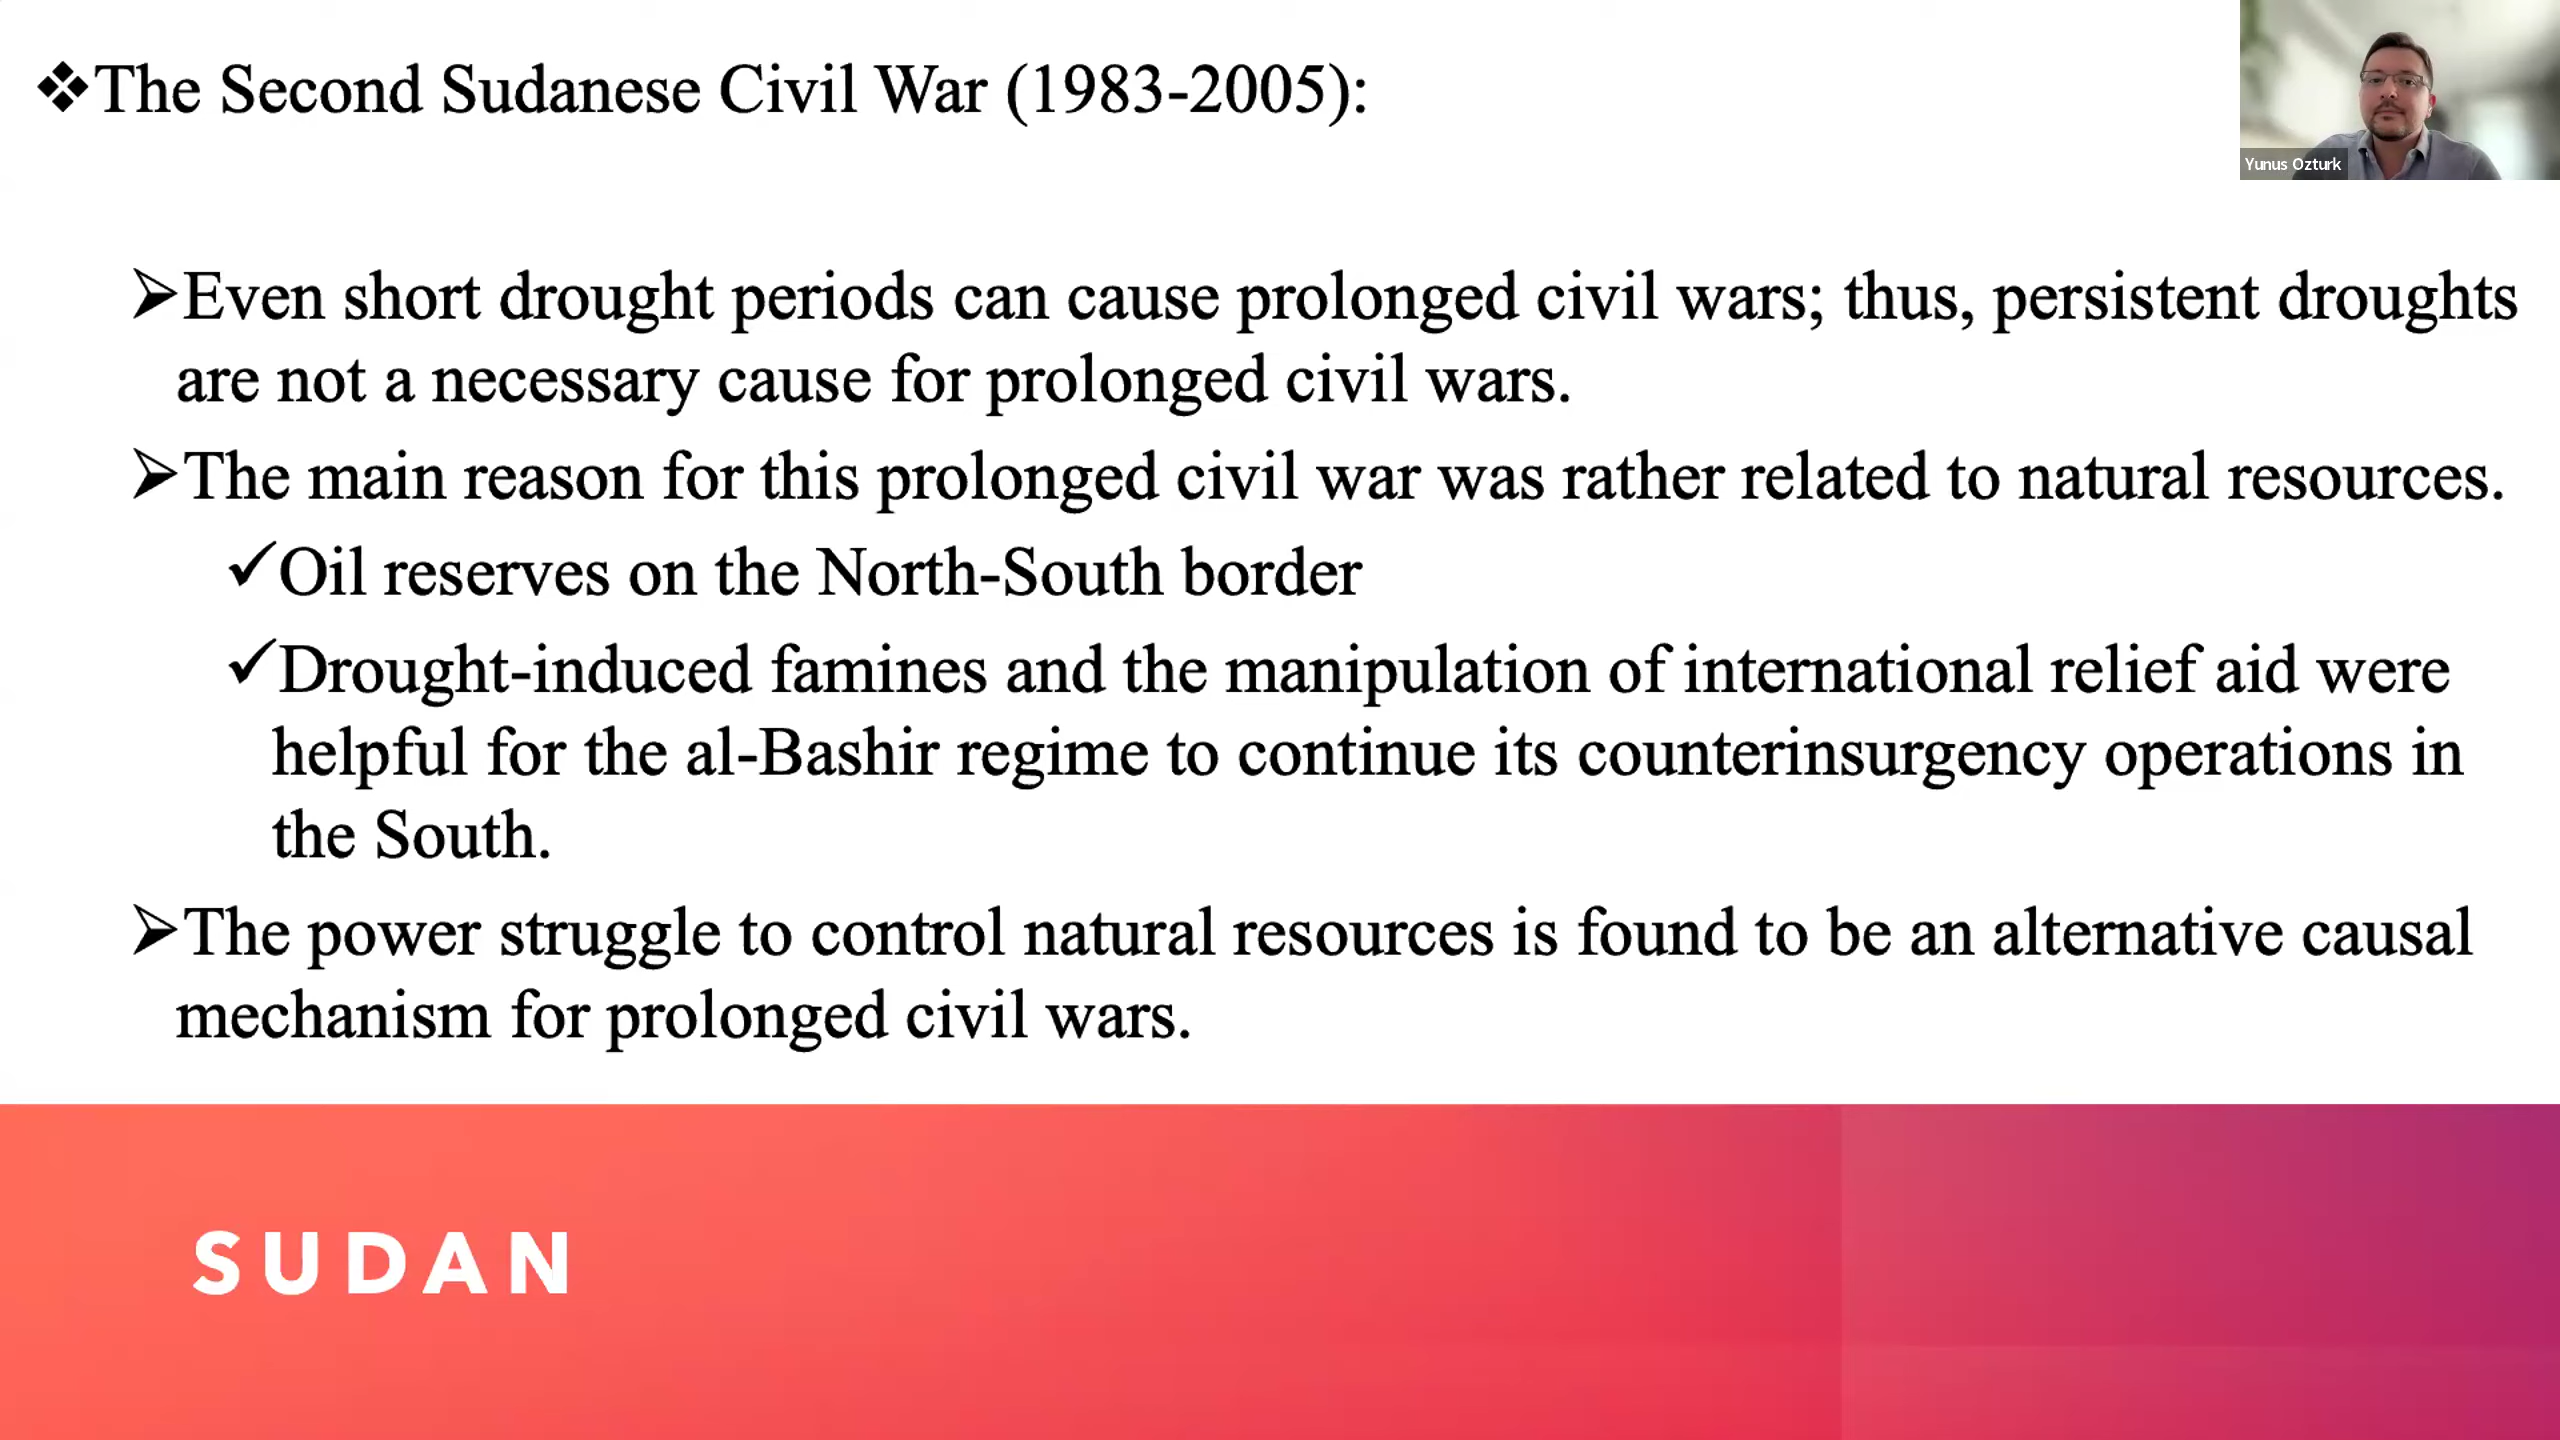 ❖The Second Sudanese Civil War (1983-2005):
Yunus Ozturk
➢Even short drought periods can cause prolonged civil wars; thus, persistent droughts
are not a necessary cause for prolonged civil wars.
➢The main reason for this prolonged civil war was rather related to natural resources.
✓Oil reserves on the North-South border
✓Drought-induced famines and the manipulation of international relief aid were
helpful for the al-Bashir regime to continue its counterinsurgency operations in
the South.
➢The power struggle to control natural resources is found to be an alternative causal
mechanism for prolonged civil wars.
SUDAN